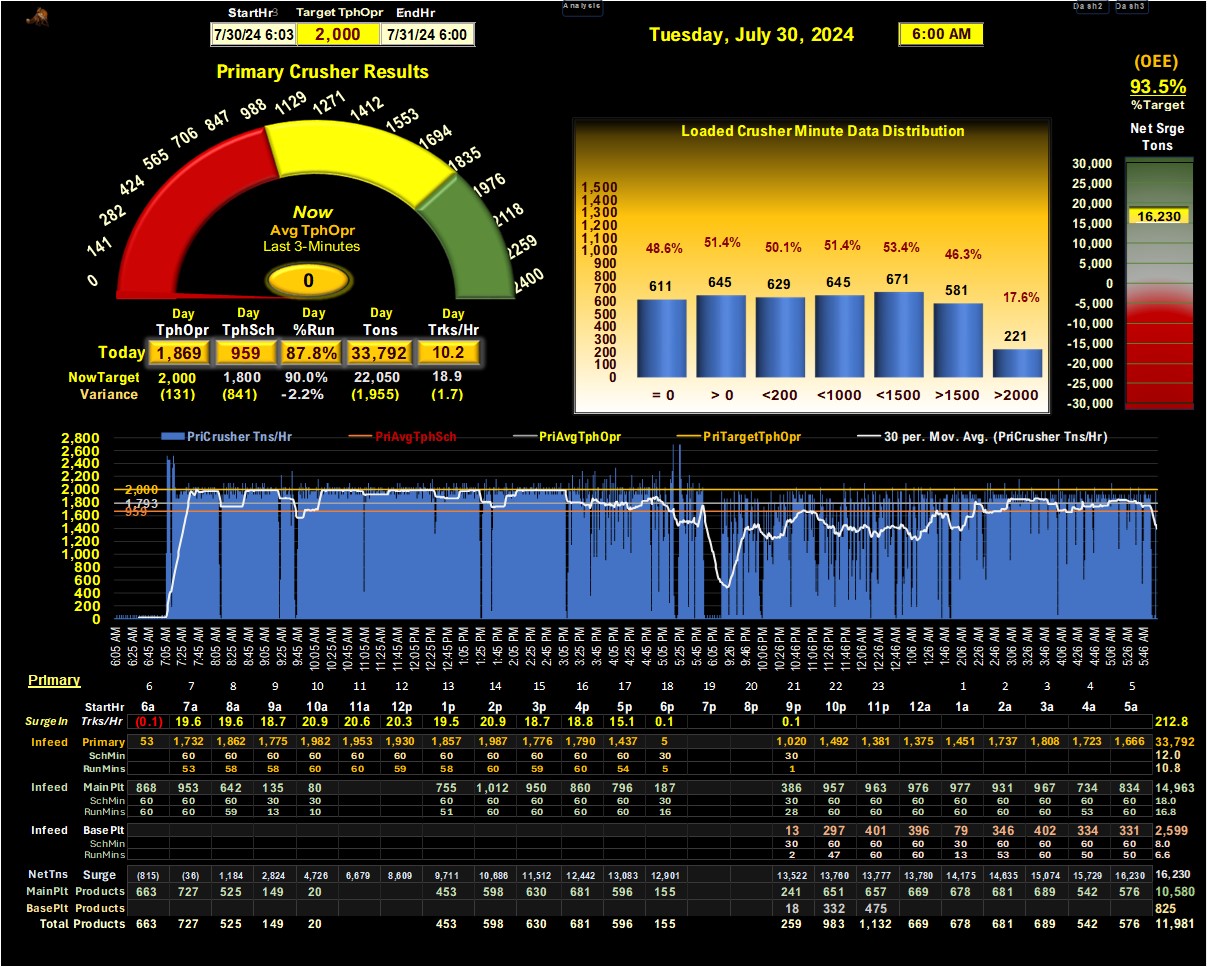 StartHr Target TphOpr EndHr
7/30/24 6:03 2,000 7/31/24 6:00
Analysis
Tuesday, July 30, 2024 6:00 AM
Dash2 Dash3
(OEE)
93.5%
%Target
Net Srge
Tons
30,000
25,000
20,000
16,230
15,000
10,000
5,000
0
-5,000
-10,000
-15,000
-20,000
-25,000
-30,000
Primary Crusher Results
0 141 282 424 565 706 847 988 1129 1271 1412 1553 1694 1835 1976 2118 2259 2400
Now
Avg TphOpr
Last 3-Minutes
0
Day Day Day Day Day
TphOpr TphSch %Run Tons Trks/Hr
Today 1,869 959 87.8% 33,792 10.2
NowTarget 2,000 1,800 90.0% 22,050 18.9
Variance (131) (841) -2.2% (1,955) (1.7)
Loaded Crusher Minute Data Distribution
1,500
1,400
1,300
1,200
1,100
1,000
900
800
700
600
500
400
300
200
100
0
48.6% 51.4% 50.1% 51.4% 53.4% 46.3% 17.6%
611 645 629 645 671 581 221
= 0 > 0 <200 <1000 <1500 >1500 >2000
PriCrusher Tns/Hr PriAvgTphSch PriAvgTphOpr PriTargetTphOpr 30 per. Mov. Avg. (PriCrusher Tns/Hr)
2,800
2,600
2,400
2,200
2,000
1,800
1,600
1,400
1,200
1,000
800
600
400
200
0
2,000
1,793
959
6:05 AM 6:25 AM 6:45 AM 7:05 AM 7:25 AM 7:45 AM 8:05 AM 8:25 AM 8:45 AM 9:05 AM 9:25 AM 9:45 AM 10:05 AM 10:25 AM 10:45 AM 11:05 AM 11:25 AM 11:45 AM 12:05 PM 12:25 PM 12:45 PM 1:05 PM 1:25 PM 1:45 PM 2:05 PM 2:25 PM 2:45 PM 3:05 PM 3:25 PM 3:45 PM 4:05 PM 4:25 PM 4:45 PM 5:05 PM 5:25 PM 5:45 PM 6:05 PM 9:26 PM 9:46 PM 10:06 PM 10:26 PM 10:46 PM 11:06 PM 11:26 PM 11:46 PM 12:06 AM 12:26 AM 12:46 AM 1:06 AM 1:26 AM 1:46 AM 2:06 AM 2:26 AM 2:46 AM 3:06 AM 3:26 AM 3:46 AM 4:06 AM 4:26 AM 4:46 AM 5:06 AM 5:26 AM 5:46 AM
Primary 6 7 8 9 10 11 12 13 14 15 16 17 18 19 20 21 22 23 1 2 3 4 5
StartHr 6a 7a 8a 9a 10a 11a 12p 1p 2p 3p 4p 5p 6p 7p 8p 9p 10p 11p 12a 1a 2a 3a 4a 5a
SurgeIn Trks/Hr (0.1) 19.6 19.6 18.7 20.9 20.6 20.3 19.5 20.9 18.7 18.8 15.1 0.1 0.1 212.8
Infeed Primary 53 1,732 1,862 1,775 1,982 1,953 1,930 1,857 1,987 1,776 1,790 1,437 5 1,020 1,492 1,381 1,375 1,451 1,737 1,808 1,723 1,666 33,792
SchMin 60 60 60 60 60 60 60 60 60 60 60 30 30 12.0
RunMins 53 58 58 60 60 59 58 60 59 60 54 5 1 10.8
Infeed MainPlt 868 953 642 135 80 755 1,012 950 860 796 187 386 957 963 976 977 931 967 734 834 14,963
SchMin 60 60 60 30 30 60 60 60 60 60 60 30 60 60 60 60 60 60 60 60 18.0
RunMins 60 60 59 13 10 51 60 60 60 60 16 28 60 60 60 60 60 60 53 60 16.8
Infeed BasePlt 13 297 401 396 79 346 402 334 331 2,599
SchMin 30 60 60 60 30 60 60 60 60 8.0
RunMins 2 47 60 60 13 53 60 50 50 6.6
NetTns Surge (815) (36) 1,184 2,824 4,726 6,679 8,609 9,711 10,686 11,512 12,442 13,083 12,901 13,522 13,760 13,777 13,780 14,175 14,635 15,074 15,729 16,230 16,230
MainPlt Products 663 727 525 149 20 453 598 630 681 596 155 241 651 657 669 678 681 689 542 576 10,580
BasePlt Products 18 332 475 825
Total Products 663 727 525 149 20 453 598 630 681 596 155 259 983 1,132 669 678 681 689 542 576 11,981